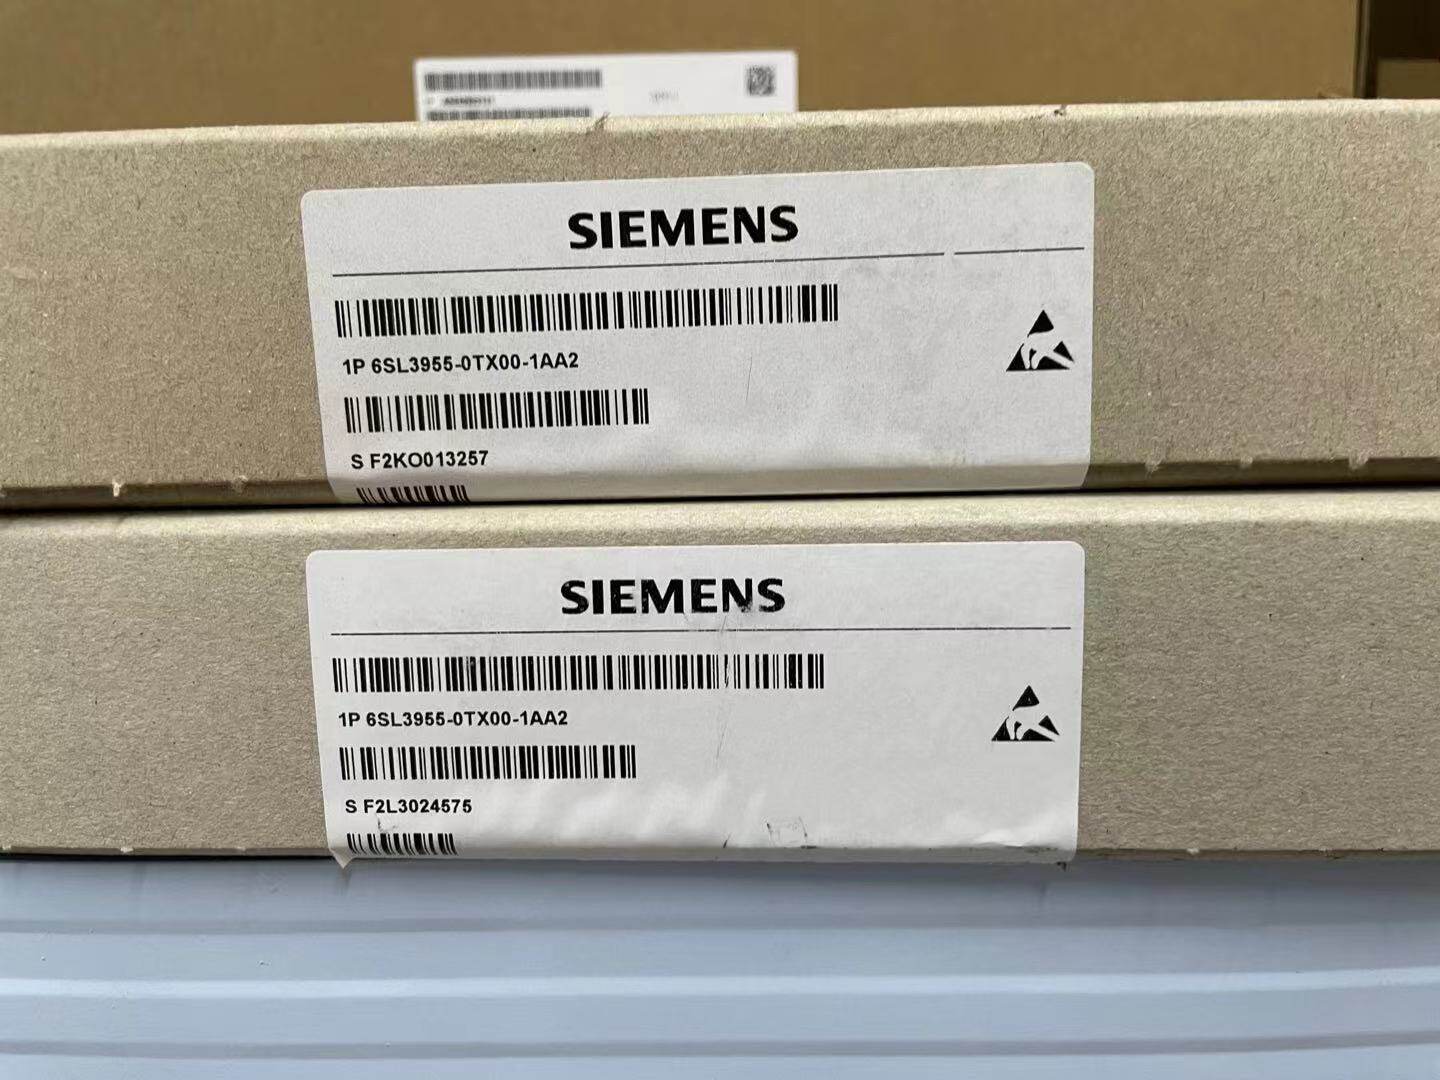 SIEMENS
1P 6SL3955-0TX00-1AA2
S F2KO013257
SIEMENS
1P 6SL3955-0TX00-1AA2
S F2L3024575